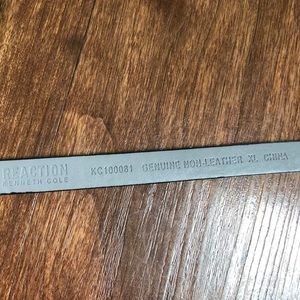 REACTION
KENNETH COLE
KC100081 GENUINE NON-LEATHER XL CHINA